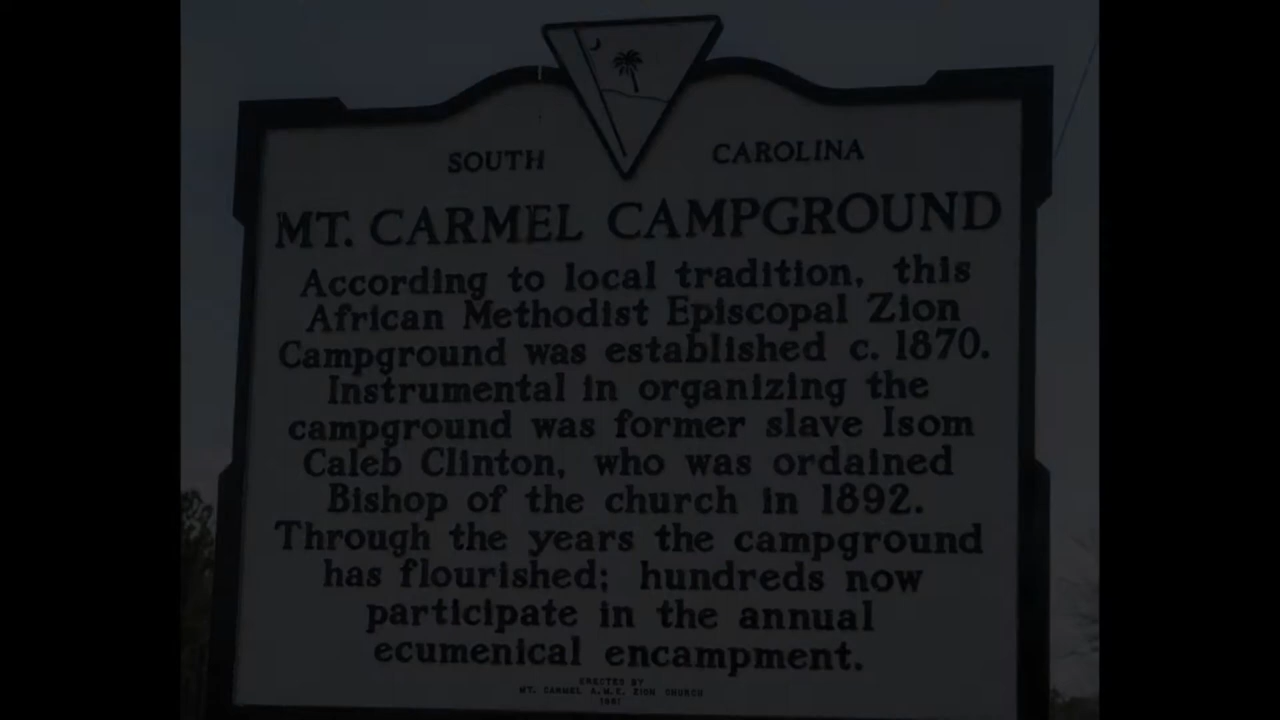 SOUTH CAROLINA
MT. CARMEL CAMPGROUND
According to local tradition, this
African Methodist Episcopal Zion
Campground was established c. 1870.
Instrumental in organizing the
campground was former slave Isom
Caleb Clinton, who was ordained
Bishop of the church in 1892.
Through the years the campground
has flourished; hundreds now
participate in the annual
ecumenical encampment.
ERECTED BY
MT. CARMEL A.M.E. ZION CHURCH